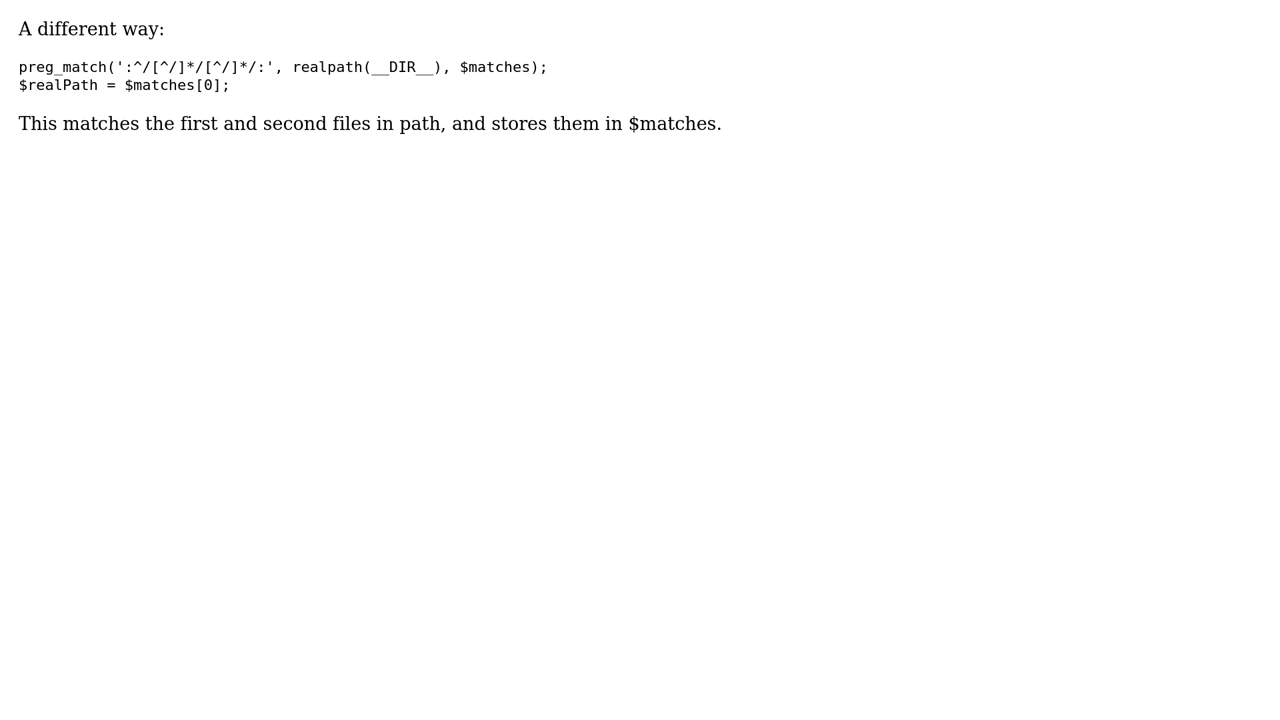 A different way:
preg_match(':^/[^/]*/[^/]*/:', realpath(__DIR__), $matches);
$realPath = $matches[0];
This matches the first and second files in path, and stores them in $matches.